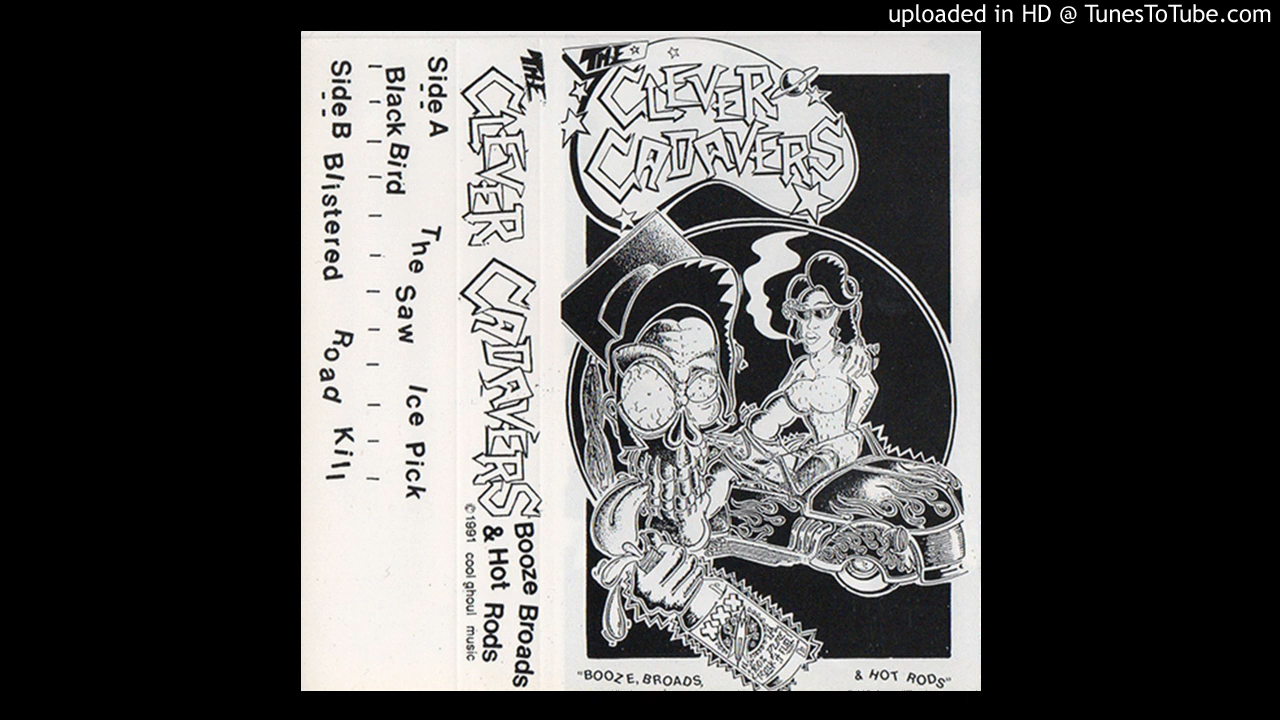 uploaded in HD @ TunesToTube.com
Side A
Black Bird The Saw Ice Pick
Side B Blistered Road Kill
THE CLEVER CADAVERS
Booze Broads
& Hot Rods
©1991 cool ghoul music
THE
CLEVER
CADAVERS
XXX
"BOOZE, BROADS, & HOT RODS"